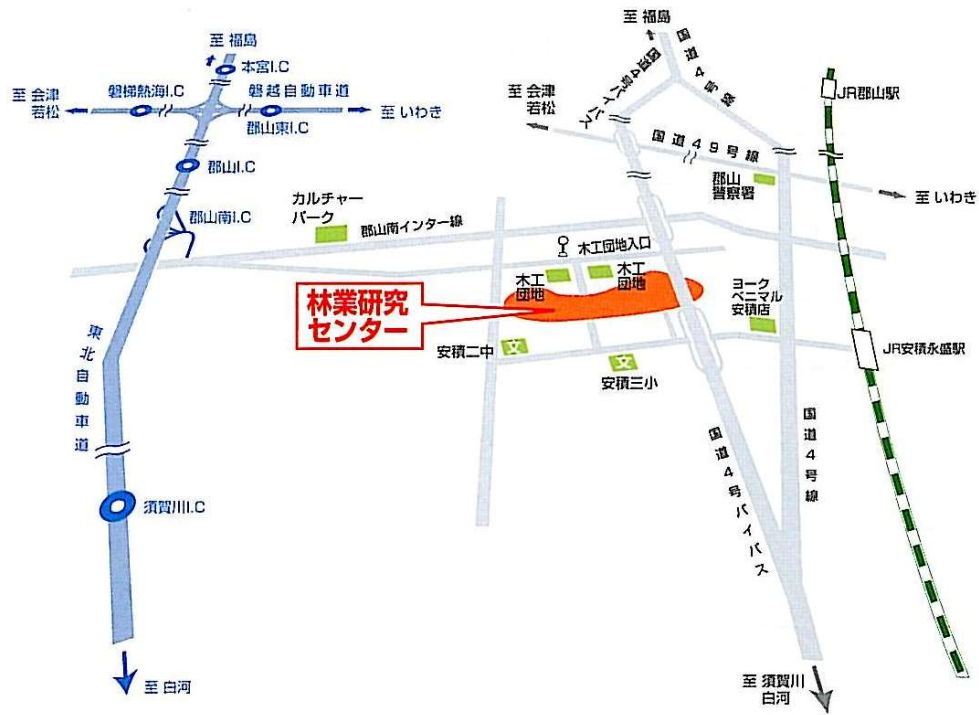 至 福島
本宮I.C
磐梯熱海I.C
磐越自動車道
至 会津
若松
至 いわき
郡山東I.C
郡山I.C
郡山南I.C
カルチャー
パーク
郡山南インター線
東北自動車道
須賀川I.C
至 白河
至 福島
国道4号バイパス
国道4号線
JR郡山駅
至 会津
若松
国道49号線
郡山
警察署
至 いわき
木工団地入口
木工
団地
木工
団地
林業研究
センター
ヨーク
ベニマル
安積店
安積二中
文
文
安積三小
JR安積永盛駅
国道4号バイパス
国道4号線
至 須賀川
白河